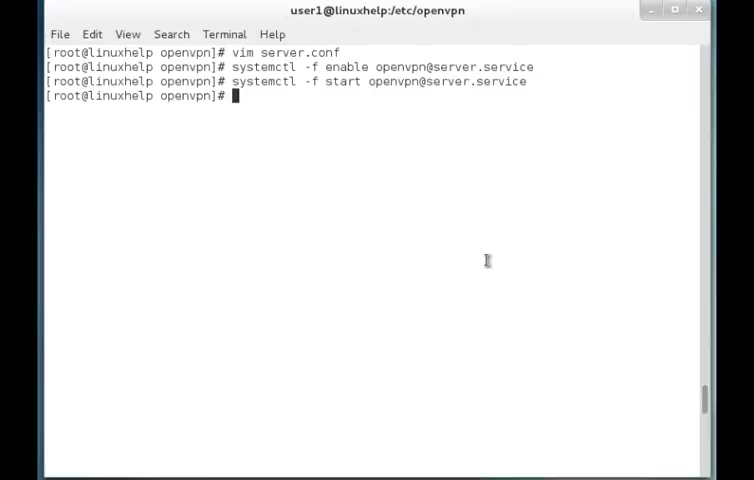 user1@linuxhelp:/etc/openvpn
File Edit View Search Terminal Help
[root@linuxhelp openvpn]# vim server.conf
[root@linuxhelp openvpn]# systemctl -f enable openvpn@server.service
[root@linuxhelp openvpn]# systemctl -f start openvpn@server.service
[root@linuxhelp openvpn]#